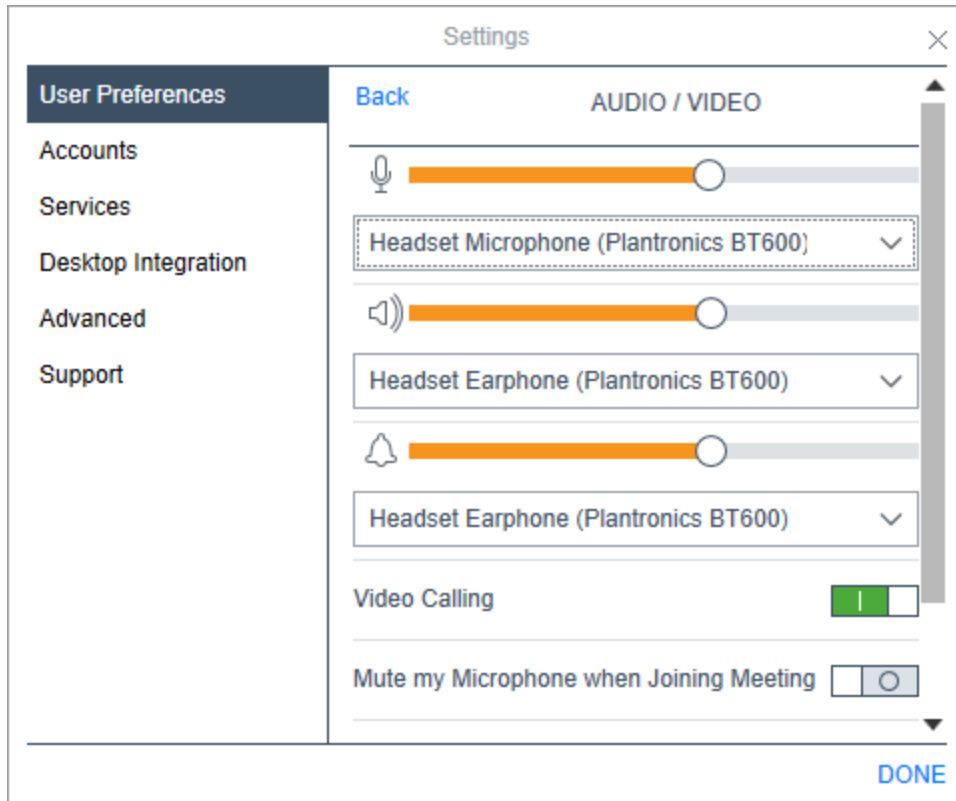 Settings
User Preferences
Accounts
Services
Desktop Integration
Advanced
Support
Back
AUDIO / VIDEO
Headset Microphone (Plantronics BT600)
Headset Earphone (Plantronics BT600)
Headset Earphone (Plantronics BT600)
Video Calling
Mute my Microphone when Joining Meeting
DONE